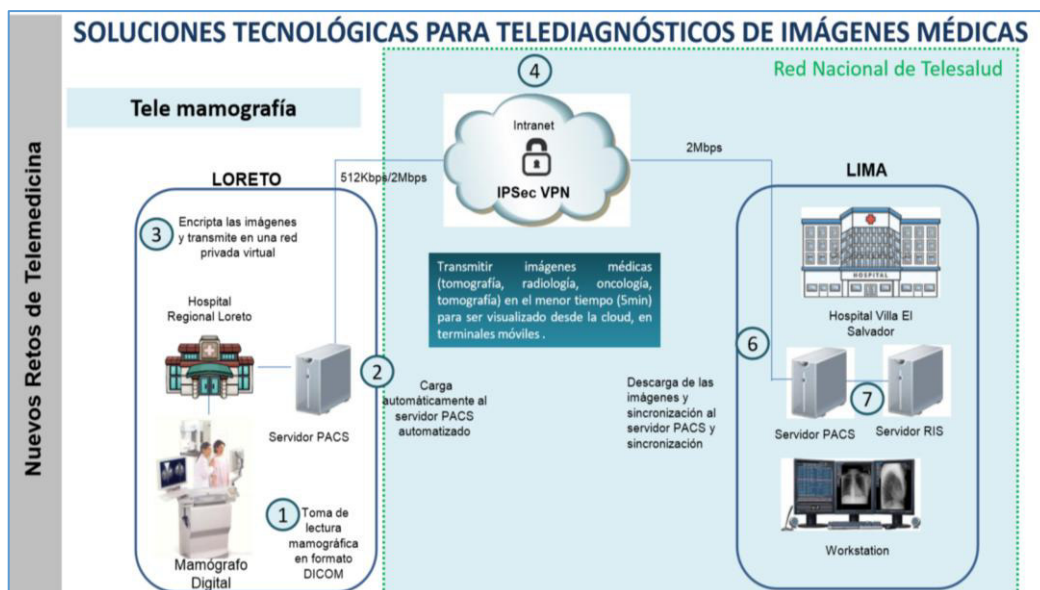 SOLUCIONES TECNOLÓGICAS PARA TELEDIAGNÓSTICOS DE IMÁGENES MÉDICAS
Nuevos Retos de Telemedicina
Red Nacional de Telesalud
Tele mamografía
4
Intranet
IPSec VPN
512Kbps/2Mbps
2Mbps
LORETO
3
Encripta las imágenes
y transmite en una red
privada virtual
Hospital
Regional Loreto
Servidor PACS
2
Carga
automáticamente al
servidor PACS
automatizado
1
Toma de
lectura
mamográfica
en formato
DICOM
Mamógrafo
Digital
Transmitir imágenes médicas
(tomografía, radiología, oncología,
tomografía) en el menor tiempo (5min)
para ser visualizado desde la cloud, en
terminales móviles .
LIMA
HOSPITAL
Hospital Villa El
Salvador
6
Descarga de las
imágenes y
sincronización al
servidor PACS y
sincronización
7
Servidor PACS
Servidor RIS
Workstation